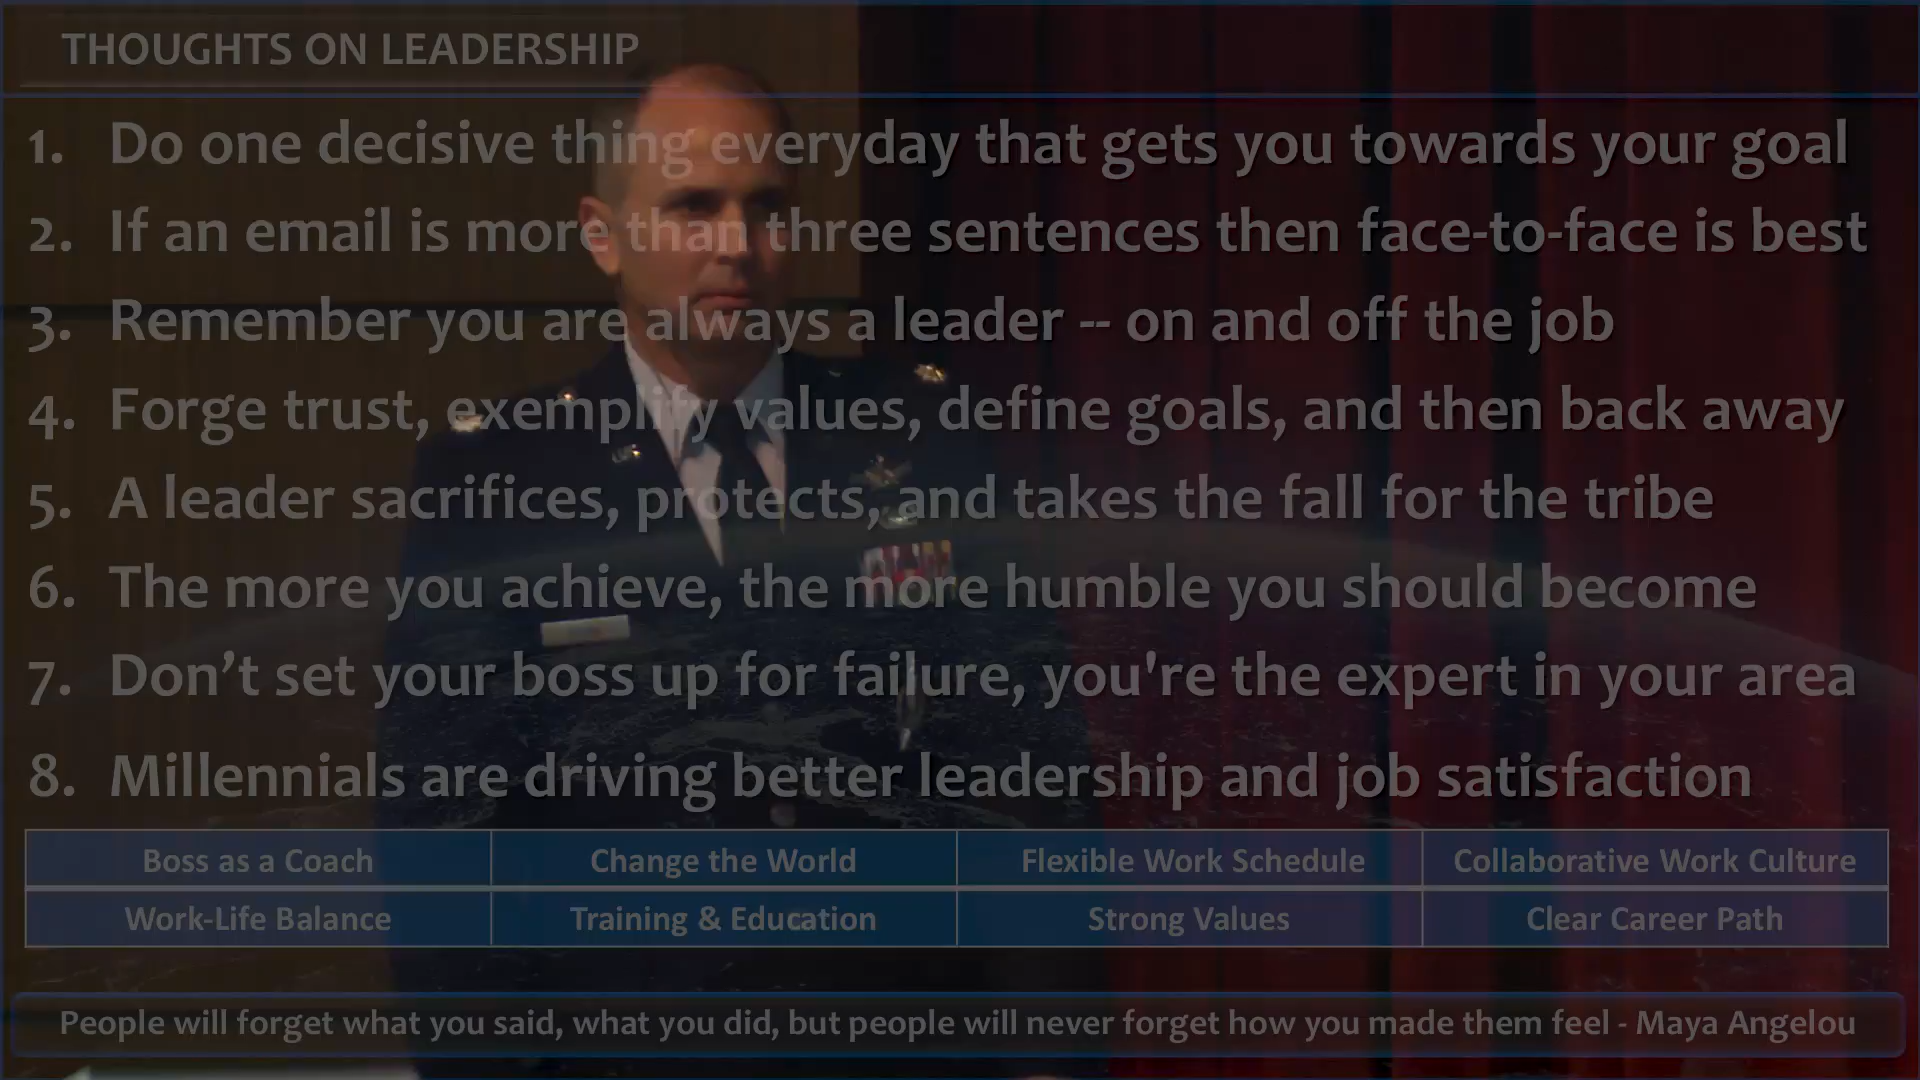 THOUGHTS ON LEADERSHIP
1. Do one decisive thing everyday that gets you towards your goal
2. If an email is more than three sentences then face-to-face is best
3. Remember you are always a leader -- on and off the job
4. Forge trust, exemplify values, define goals, and then back away
5. A leader sacrifices, protects, and takes the fall for the tribe
6. The more you achieve, the more humble you should become
7. Don’t set your boss up for failure, you're the expert in your area
8. Millennials are driving better leadership and job satisfaction
Boss as a Coach Change the World Flexible Work Schedule Collaborative Work Culture
Work-Life Balance Training & Education Strong Values Clear Career Path
People will forget what you said, what you did, but people will never forget how you made them feel - Maya Angelou